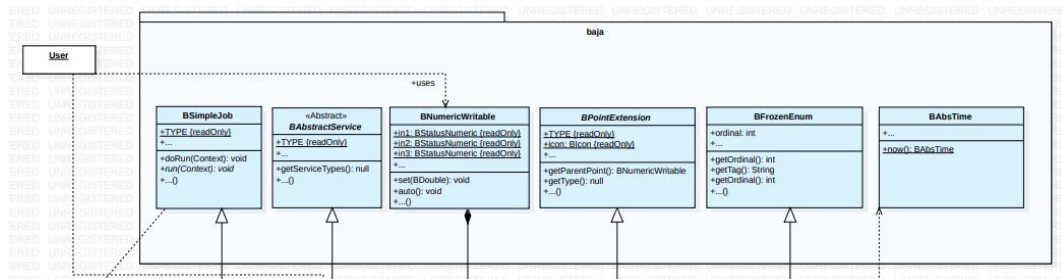 baja
User
+uses
BSimpleJob
+TYPE {readOnly}
+...
+doRun(Context): void
+run(Context): void
+...()
«Abstract»
BAbstractService
+TYPE {readOnly}
+...
+getServiceTypes(): null
+...()
BNumericWritable
+in1: BStatusNumeric {readOnly}
+in2: BStatusNumeric {readOnly}
+in3: BStatusNumeric {readOnly}
+...
+set(BDouble): void
+auto(): void
+...()
BPointExtension
+TYPE {readOnly}
+icon: BIcon {readOnly}
+...
+getParentPoint(): BNumericWritable
+getType(): null
+...()
BFrozenEnum
+ordinal: int
+...
+getOrdinal(): int
+getTag(): String
+getOrdinal(): int
+...()
BAbsTime
+...
+now(): BAbsTime